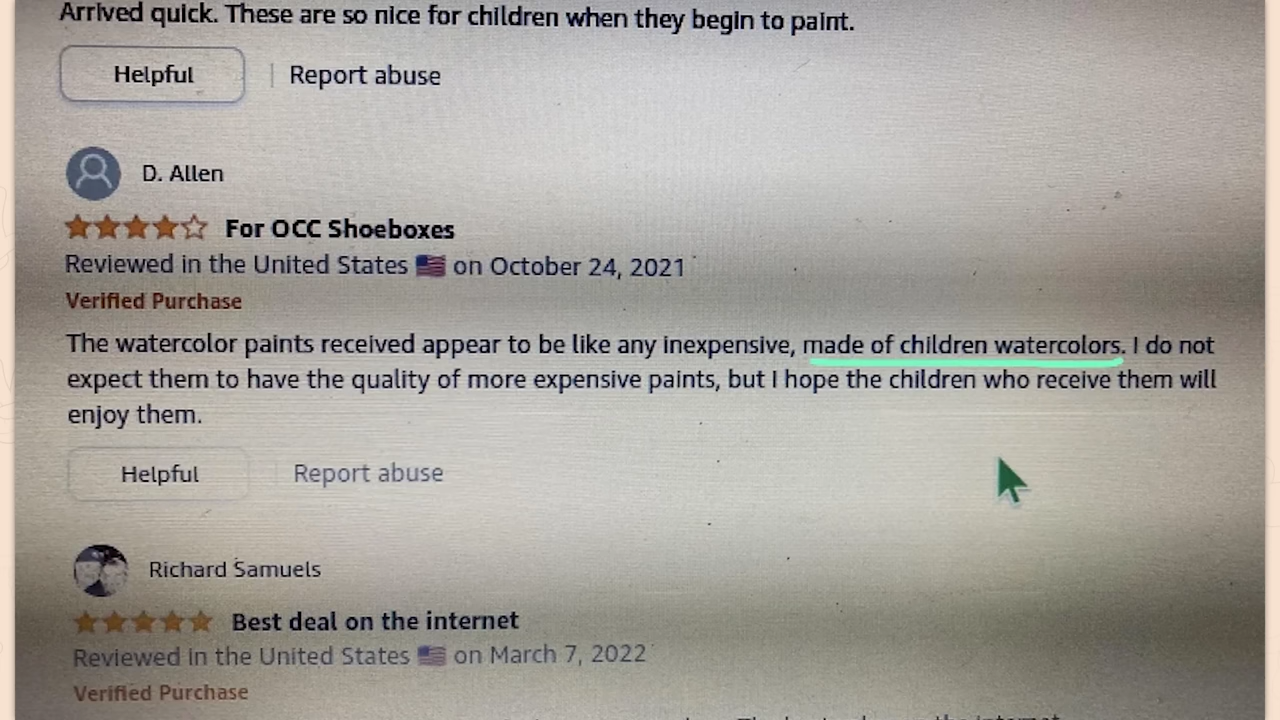 Arrived quick. These are so nice for children when they begin to paint.
Helpful | Report abuse
D. Allen
For OCC Shoeboxes
Reviewed in the United States 🇺🇸 on October 24, 2021
Verified Purchase
The watercolor paints received appear to be like any inexpensive, made of children watercolors. I do not
expect them to have the quality of more expensive paints, but I hope the children who receive them will
enjoy them.
Helpful Report abuse
Richard Samuels
Best deal on the internet
Reviewed in the United States 🇺🇸 on March 7, 2022
Verified Purchase